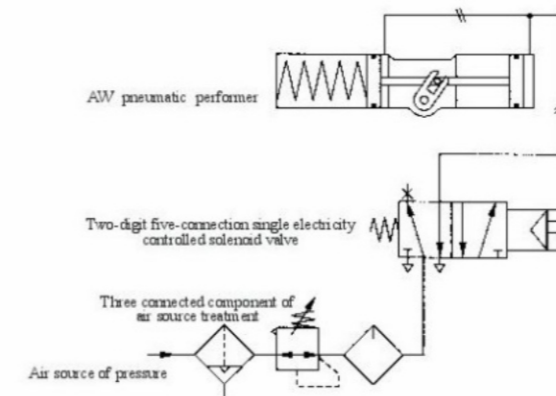 AW pneumatic performer
Two-digit five-connection single electricity
controlled solenoid valve
Three connected component of
air source treatment
Air source of pressure